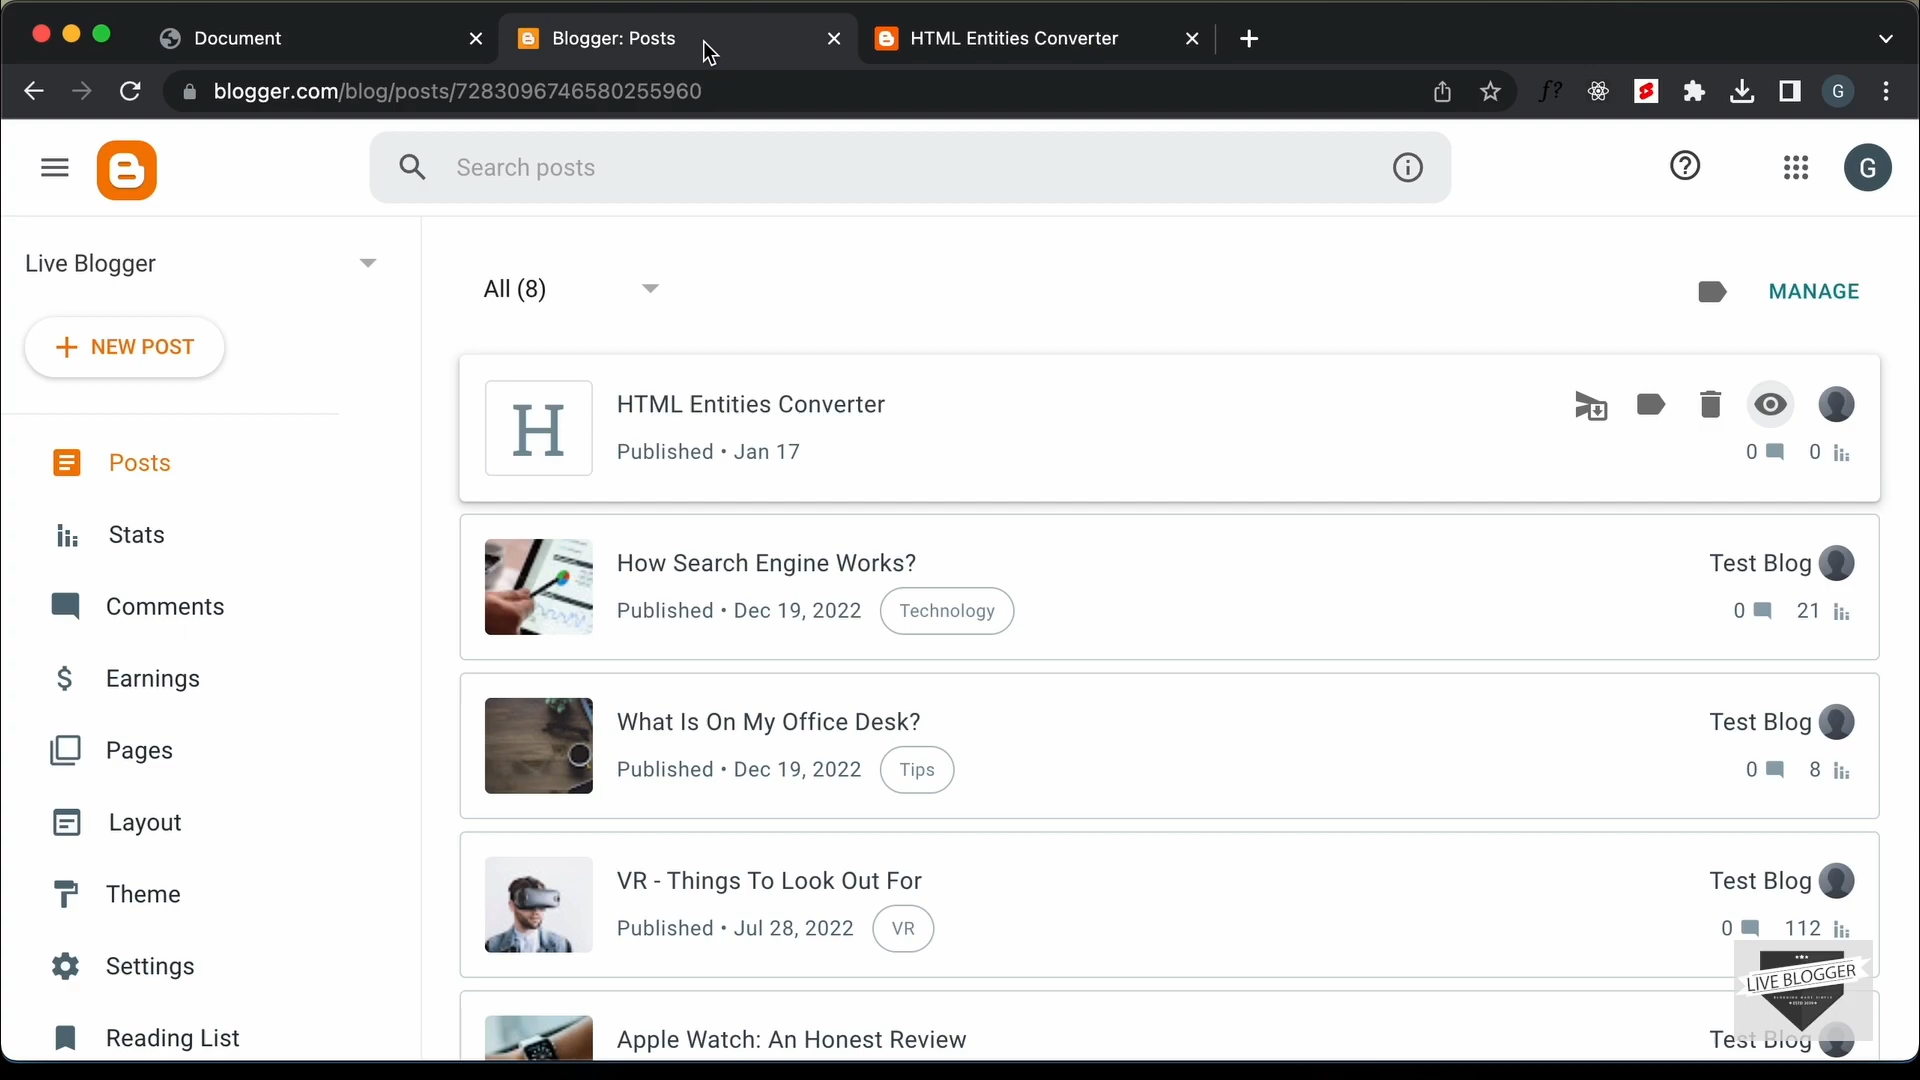 Document
Blogger: Posts
HTML Entities Converter
blogger.com/blog/posts/7283096746580255960
f?
G
Search posts
G
Live Blogger
NEW POST
Posts
Stats
Comments
Earnings
Pages
Layout
Theme
Settings
Reading List
All (8)
MANAGE
H
HTML Entities Converter
Published • Jan 17
0
0
How Search Engine Works?
Published • Dec 19, 2022
Technology
Test Blog
0
21
What Is On My Office Desk?
Published • Dec 19, 2022
Tips
Test Blog
0
8
VR - Things To Look Out For
Published • Jul 28, 2022
VR
Test Blog
0
112
Apple Watch: An Honest Review
Test Blog
LIVE BLOGGER